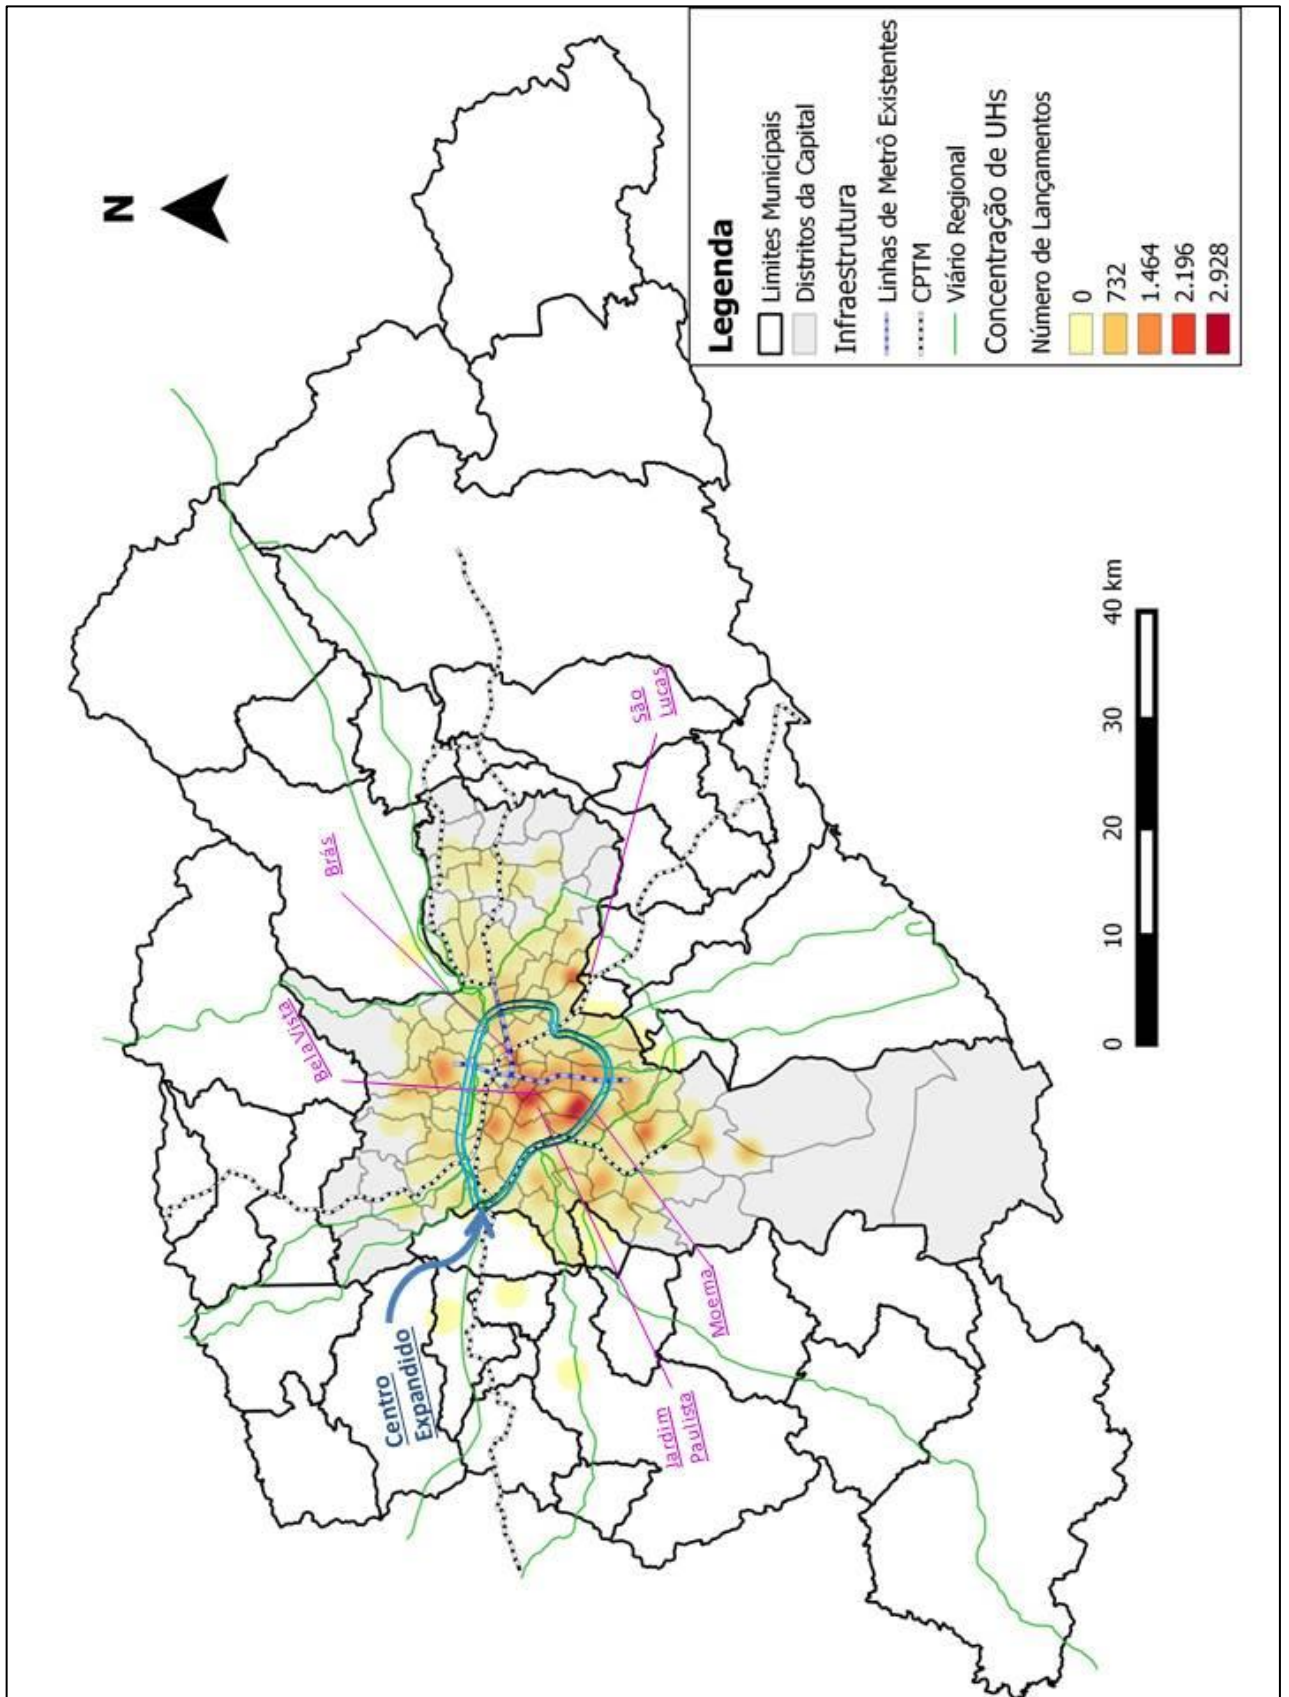 N
Brás
Bela Vista
São
Lucas
Centro
Expandido
Moema
Jardim
Paulista
Legenda
Limites Municipais
Distritos da Capital
Infraestrutura
Linhas de Metrô Existentes
CPTM
Viário Regional
Concentração de UHs
Número de Lançamentos
0
732
1.464
2.196
2.928
0 10 20 30 40 km